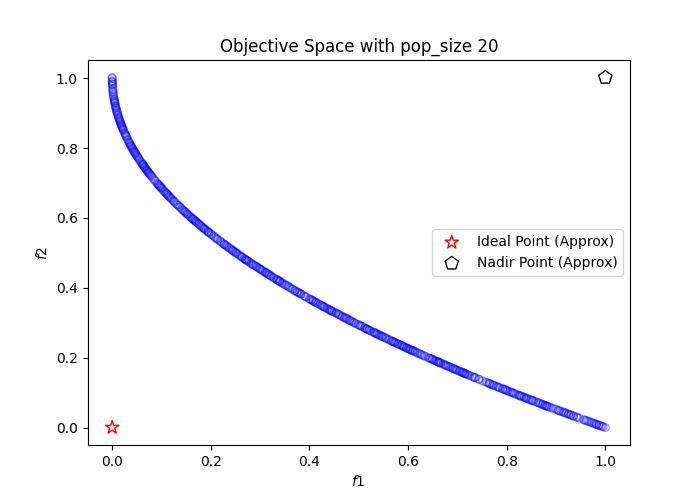 Objective Space with pop_size 20
1.0
0.8
0.6
0.4
0.2
0.0
f2
Ideal Point (Approx)
Nadir Point (Approx)
0.0 0.2 0.4 0.6 0.8 1.0
f1